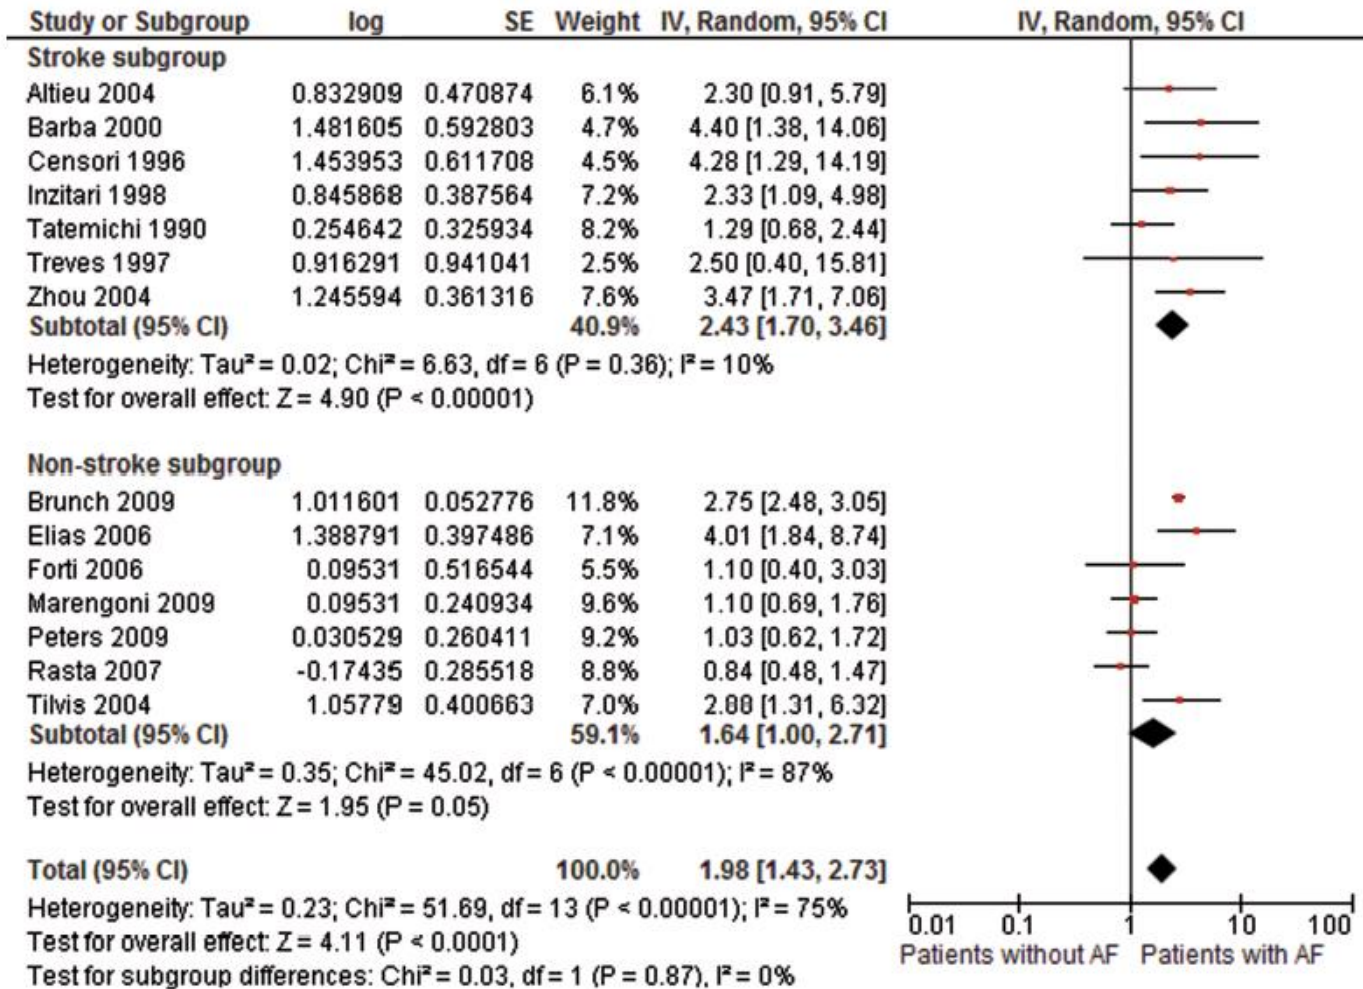 Study or Subgroup log SE Weight IV, Random, 95% CI IV, Random, 95% CI
Stroke subgroup
Altieu 2004 0.832909 0.470874 6.1% 2.30 [0.91, 5.79]
Barba 2000 1.481605 0.592803 4.7% 4.40 [1.38, 14.06]
Censori 1996 1.453953 0.611708 4.5% 4.28 [1.29, 14.19]
Inzitari 1998 0.845868 0.387564 7.2% 2.33 [1.09, 4.98]
Tatemichi 1990 0.254642 0.325934 8.2% 1.29 [0.68, 2.44]
Treves 1997 0.916291 0.941041 2.5% 2.50 [0.40, 15.81]
Zhou 2004 1.245594 0.361316 7.6% 3.47 [1.71, 7.06]
Subtotal (95% CI) 40.9% 2.43 [1.70, 3.46]
Heterogeneity: Tau² = 0.02; Chi² = 6.63, df = 6 (P = 0.36); I² = 10%
Test for overall effect: Z = 4.90 (P < 0.00001)
Non-stroke subgroup
Brunch 2009 1.011601 0.052776 11.8% 2.75 [2.48, 3.05]
Elias 2006 1.388791 0.397486 7.1% 4.01 [1.84, 8.74]
Forti 2006 0.09531 0.516544 5.5% 1.10 [0.40, 3.03]
Marengoni 2009 0.09531 0.240934 9.6% 1.10 [0.69, 1.76]
Peters 2009 0.030529 0.260411 9.2% 1.03 [0.62, 1.72]
Rasta 2007 -0.17435 0.285518 8.8% 0.84 [0.48, 1.47]
Tilvis 2004 1.05779 0.400663 7.0% 2.88 [1.31, 6.32]
Subtotal (95% CI) 59.1% 1.64 [1.00, 2.71]
Heterogeneity: Tau² = 0.35; Chi² = 45.02, df = 6 (P < 0.00001); I² = 87%
Test for overall effect: Z = 1.95 (P = 0.05)
Total (95% CI) 100.0% 1.98 [1.43, 2.73]
Heterogeneity: Tau² = 0.23; Chi² = 51.69, df = 13 (P < 0.00001); I² = 75%
Test for overall effect: Z = 4.11 (P < 0.0001)
Test for subgroup differences: Chi² = 0.03, df = 1 (P = 0.87), I² = 0%
0.01 0.1 1 10 100
Patients without AF Patients with AF